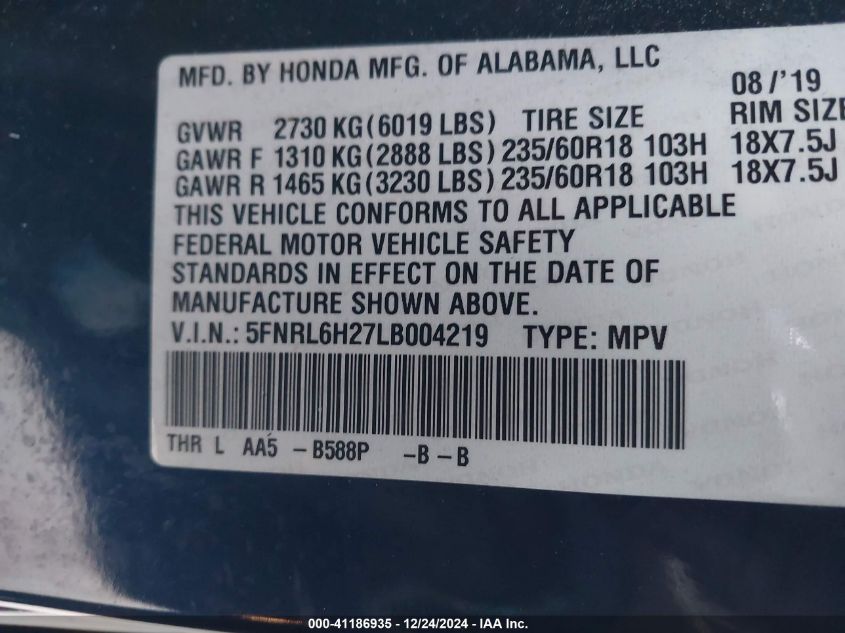 MFD. BY HONDA MFG. OF ALABAMA, LLC
08/'19
GVWR 2730 KG(6019 LBS) TIRE SIZE RIM SIZE
GAWR F 1310 KG(2888 LBS) 235/60R18 103H 18X7.5J
GAWR R 1465 KG(3230 LBS) 235/60R18 103H 18X7.5J
THIS VEHICLE CONFORMS TO ALL APPLICABLE
FEDERAL MOTOR VEHICLE SAFETY
STANDARDS IN EFFECT ON THE DATE OF
MANUFACTURE SHOWN ABOVE.
V.I.N.: 5FNRL6H27LB004219 TYPE: MPV
THR L AA5 -B588P -B-B
000-41186935 - 12/24/2024 - IAA Inc.